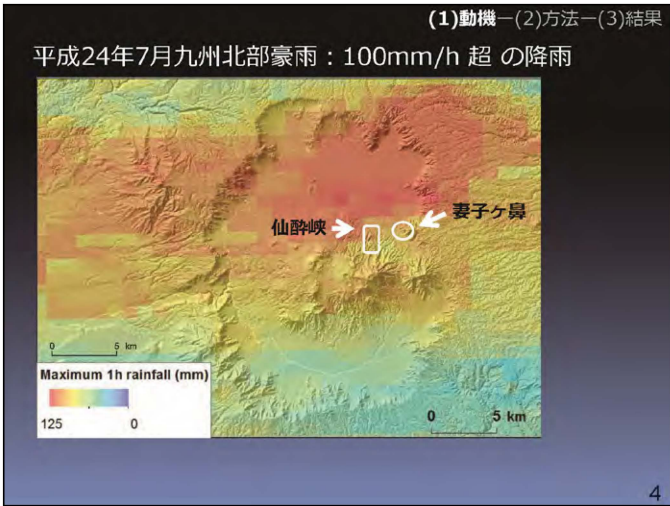 (1)動機－(2)方法－(3)結果
平成24年7月九州北部豪雨：100mm/h 超 の降雨
仙酔峡
妻子ヶ鼻
0 5 km
Maximum 1h rainfall (mm)
125 0
0 5 km
4